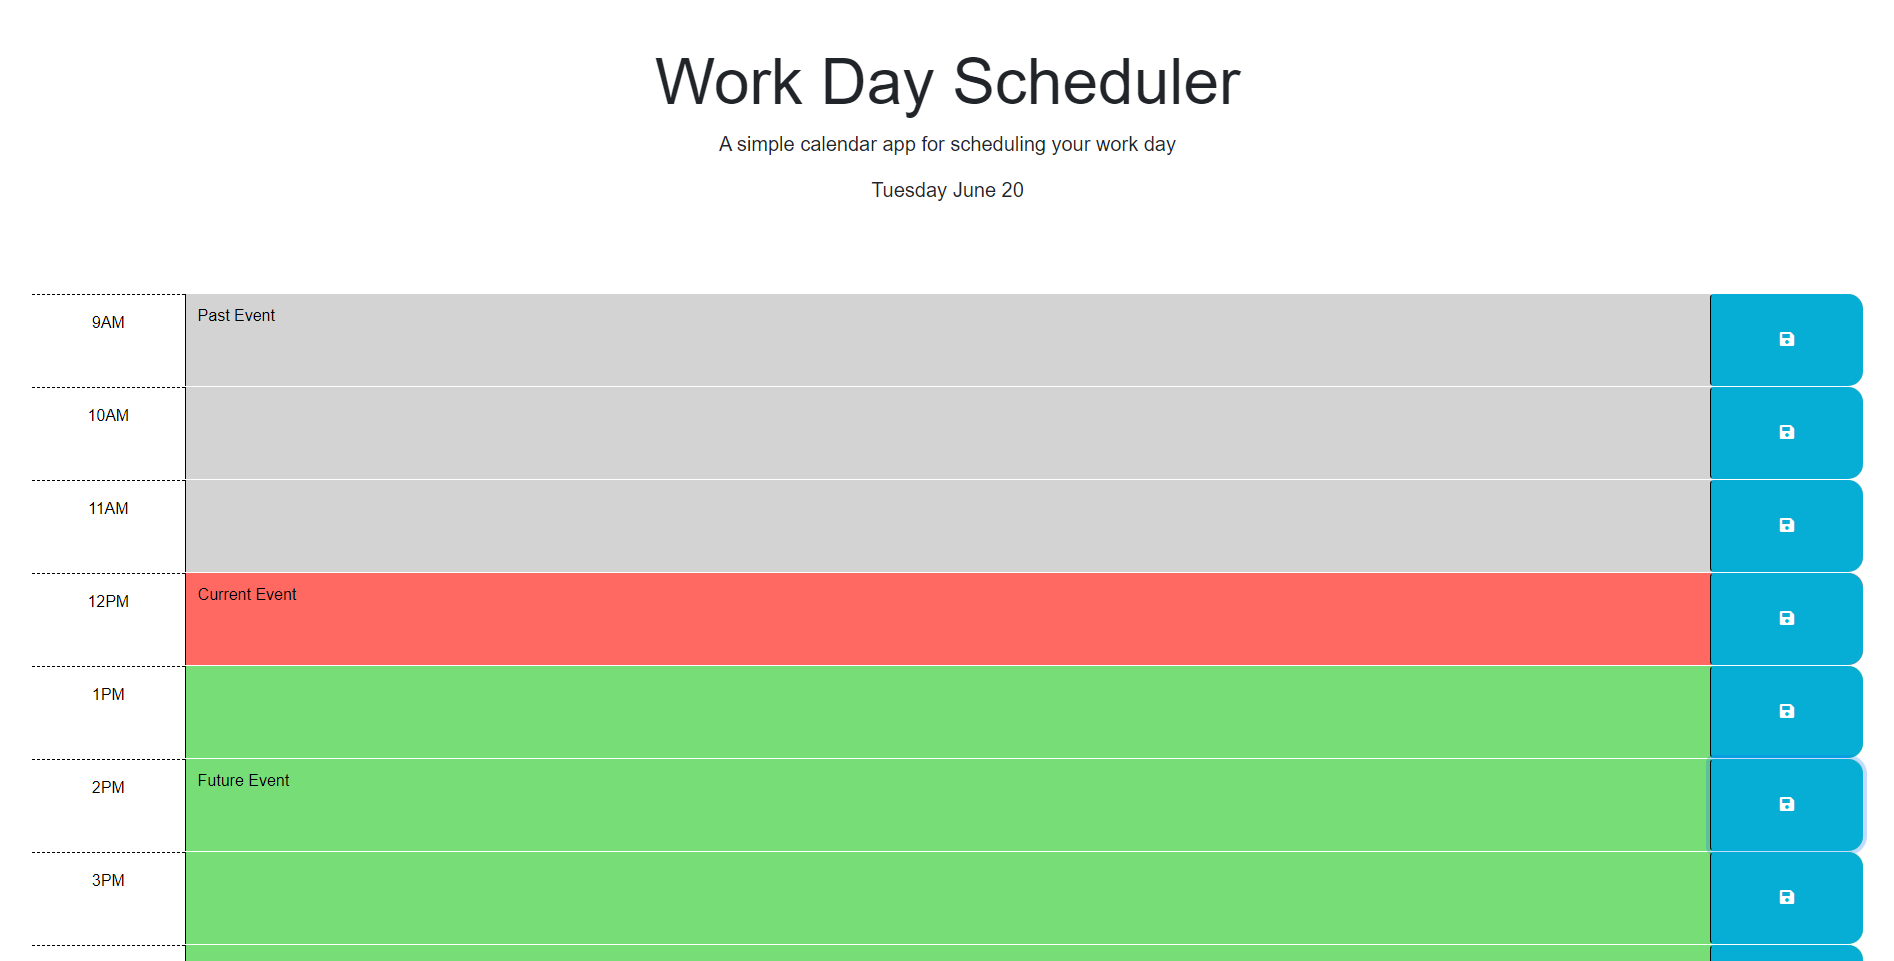 Work Day Scheduler
A simple calendar app for scheduling your work day
Tuesday June 20
9AM
Past Event
10AM
11AM
12PM
Current Event
1PM
2PM
Future Event
3PM